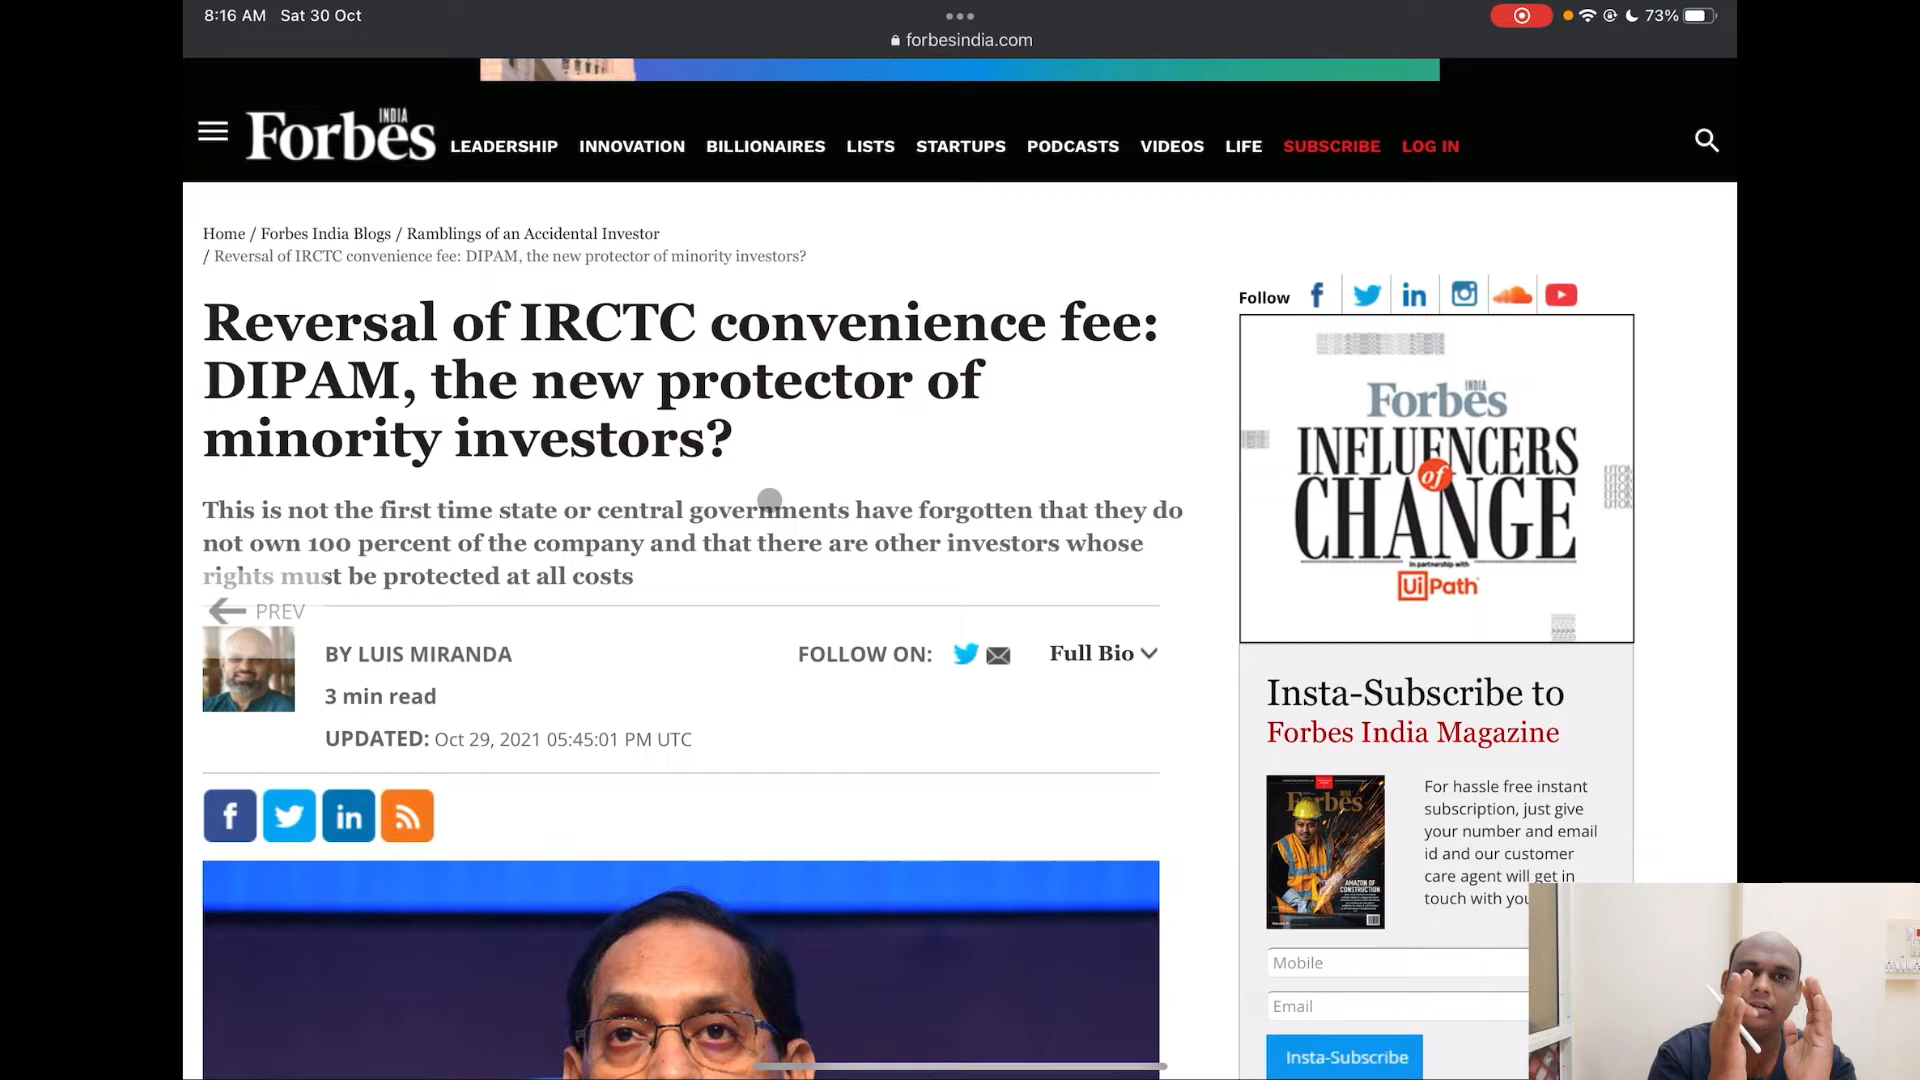 8:16 AM Sat 30 Oct
73%
forbesindia.com
Forbes INDIA
LEADERSHIP INNOVATION BILLIONAIRES LISTS STARTUPS PODCASTS VIDEOS LIFE SUBSCRIBE LOG IN
Home / Forbes India Blogs / Ramblings of an Accidental Investor
/ Reversal of IRCTC convenience fee: DIPAM, the new protector of minority investors?
Reversal of IRCTC convenience fee:
DIPAM, the new protector of
minority investors?
This is not the first time state or central governments have forgotten that they do
not own 100 percent of the company and that there are other investors whose
rights must be protected at all costs
PREV
BY LUIS MIRANDA
FOLLOW ON:
Full Bio
3 min read
UPDATED: Oct 29, 2021 05:45:01 PM UTC
Follow
Forbes INDIA
INFLUENCERS
of
CHANGE
in partnership with
UiPath
Insta-Subscribe to
Forbes India Magazine
Forbes
AMAZON OF
CONSTRUCTION
For hassle free instant
subscription, just give
your number and email
id and our customer
care agent will get in
touch with you
Mobile
Email
Insta-Subscribe